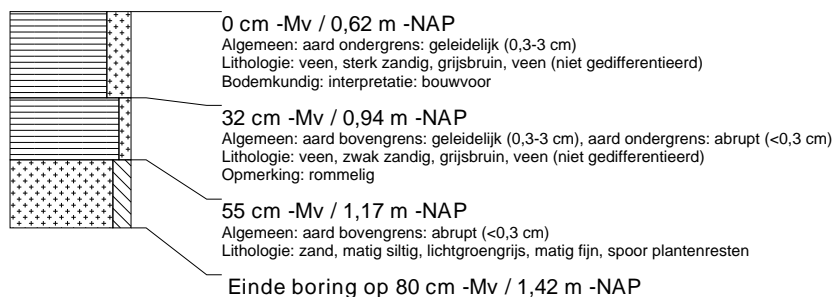 0 cm -Mv / 0,62 m -NAP
Algemeen: aard ondergrens: geleidelijk (0,3-3 cm)
Lithologie: veen, sterk zandig, grijsbruin, veen (niet gedifferentieerd)
Bodemkundig: interpretatie: bouwvoor
32 cm -Mv / 0,94 m -NAP
Algemeen: aard bovengrens: geleidelijk (0,3-3 cm), aard ondergrens: abrupt (<0,3 cm)
Lithologie: veen, zwak zandig, grijsbruin, veen (niet gedifferentieerd)
Opmerking: rommelig
55 cm -Mv / 1,17 m -NAP
Algemeen: aard bovengrens: abrupt (<0,3 cm)
Lithologie: zand, matig siltig, lichtgroengrijs, matig fijn, spoor plantenresten
Einde boring op 80 cm -Mv / 1,42 m -NAP